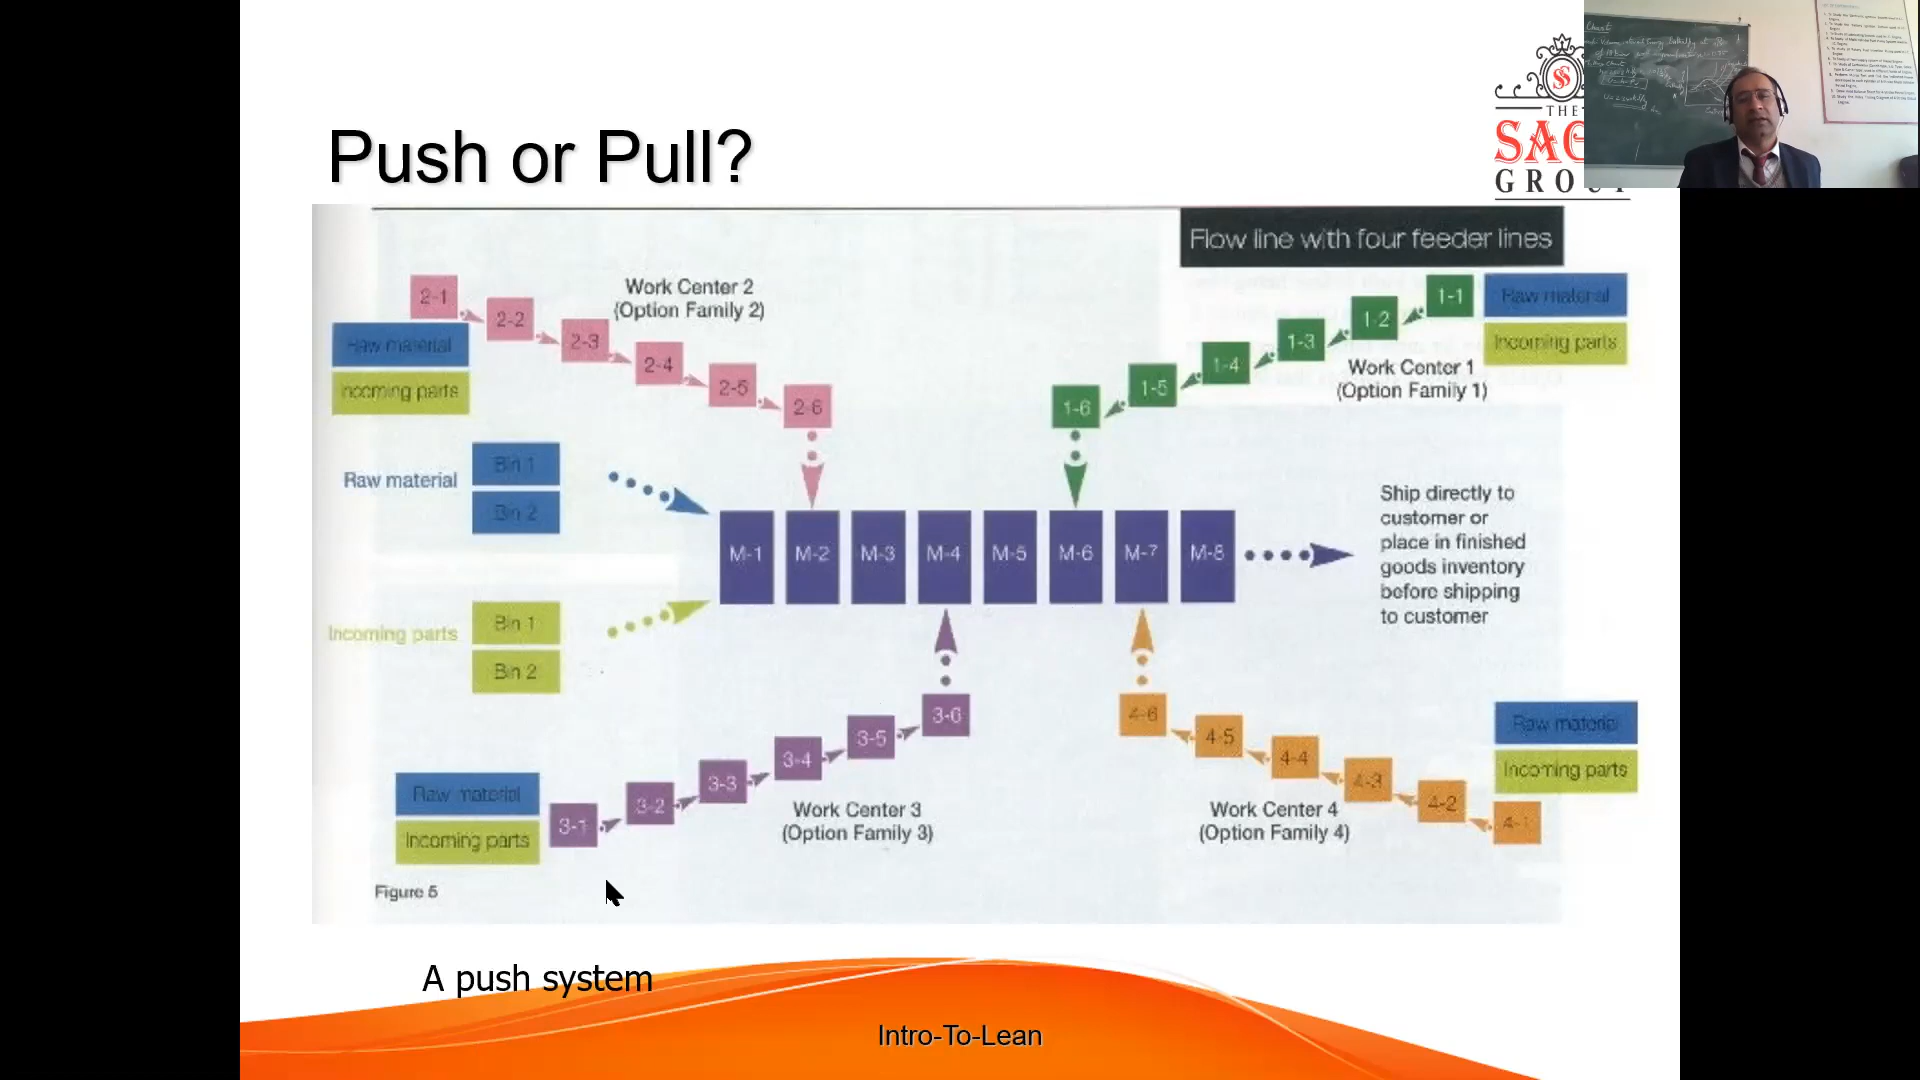 Push or Pull?
SS
THE
GROUP
Flow line with four feeder lines
2-1
2-2
2-3
2-4
2-5
2-6
Work Center 2
(Option Family 2)
Raw material
Incoming parts
1-1
1-2
1-3
1-4
1-5
1-6
Work Center 1
(Option Family 1)
Raw material
Incoming parts
Raw material
Bin 1
Bin 2
Incoming parts
Bin 1
Bin 2
M-1 M-2 M-3 M-4 M-5 M-6 M-7 M-8
Ship directly to
customer or
place in finished
goods inventory
before shipping
to customer
Raw material
Incoming parts
3-1
3-2
3-3
3-4
3-5
3-6
Work Center 3
(Option Family 3)
4-6
4-5
4-4
4-3
4-2
4-1
Work Center 4
(Option Family 4)
Raw material
Incoming parts
Figure 5
A push system
Intro-To-Lean